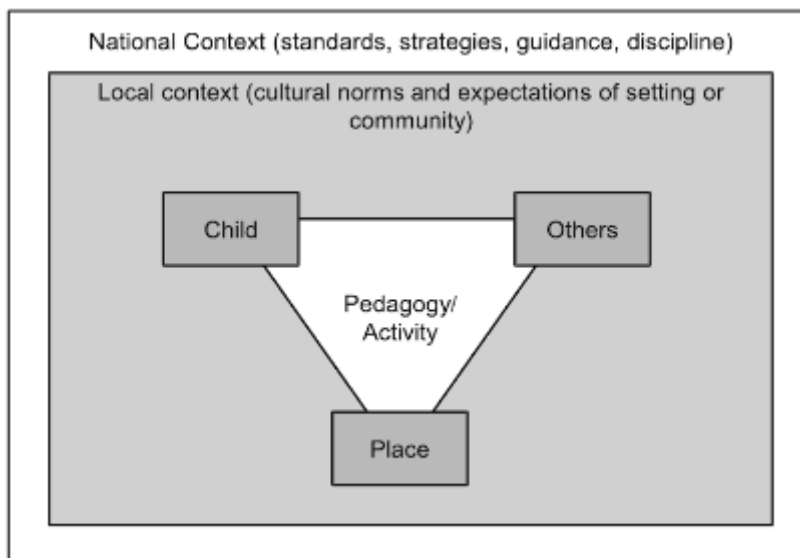 National Context (standards, strategies, guidance, discipline)
Local context (cultural norms and expectations of setting or
community)
Child
Others
Pedagogy/
Activity
Place